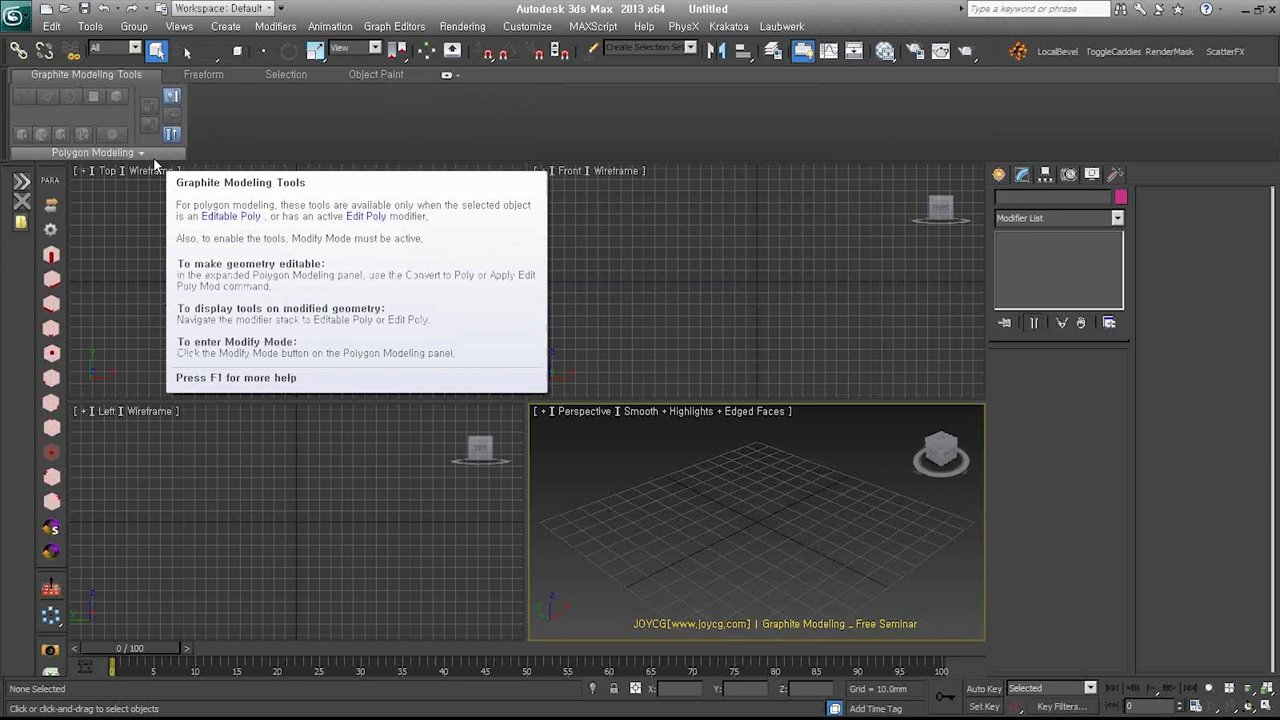 Workspace: Default
Autodesk 3ds Max 2013 x64 Untitled
Type a keyword or phrase
Edit Tools Group Views Create Modifiers Animation Graph Editors Rendering Customize MAXScript Help PhysX Krakatoa Laubwerk
All
View
Create Selection Set
LocalBevel ToggleCaddies RenderMask ScatterFX
Graphite Modeling Tools Freeform Selection Object Paint
Polygon Modeling
[ + ] Top ] Wireframe
[ + ] Front ] Wireframe ]
PARA
Graphite Modeling Tools
For polygon modeling, these tools are available only when the selected object
is an Editable Poly , or has an active Edit Poly modifier,
Also, to enable the tools, Modify Mode must be active,
To make geometry editable:
In the expanded Polygon Modeling panel, use the Convert to Poly or Apply Edit
Poly Mod command,
To display tools on modified geometry:
Navigate the modifier stack to Editable Poly or Edit Poly,
To enter Modify Mode:
Click the Modify Mode button on the Polygon Modeling panel.
Press F1 for more help
Modifier List
[ + ] Left ] Wireframe ]
[ + ] Perspective ] Smooth + Highlights + Edged Faces ]
JOYCG[www.joycg.com] | Graphite Modeling _ Free Seminar
< 0 / 100 >
0 5 10 15 20 25 30 35 40 45 50 55 60 65 70 75 80 85 90 95 100
None Selected X: Y: Z: Grid = 10.0mm Auto Key Selected
Click or click-and-drag to select objects Add Time Tag Set Key Key Filters... 0